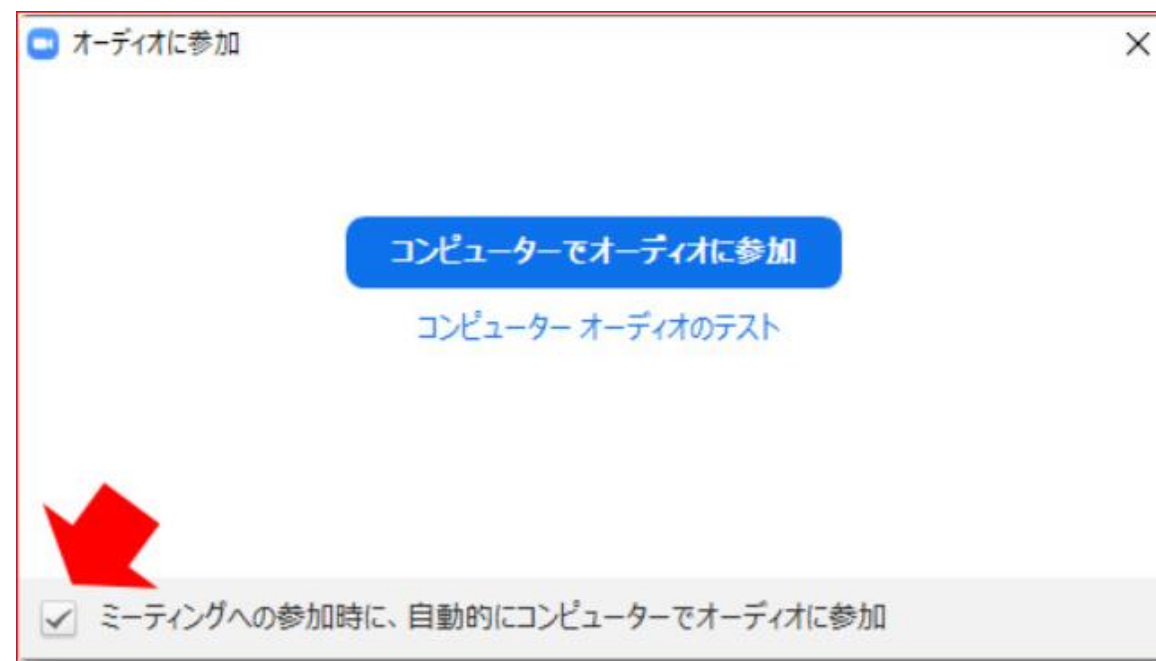 オーディオに参加
コンピューターでオーディオに参加
コンピューター オーディオのテスト
ミーティングへの参加時に、自動的にコンピューターでオーディオに参加